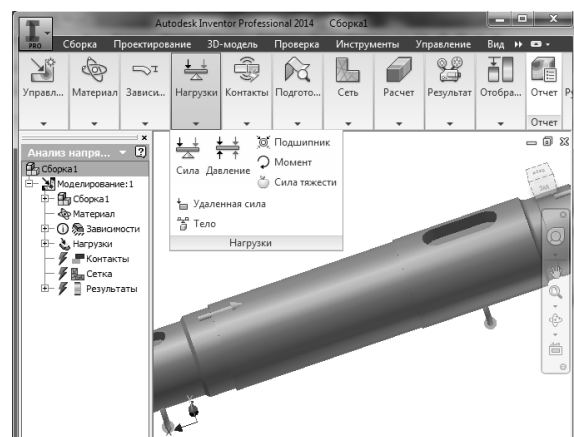 Autodesk Inventor Professional 2014 Сборка1
PRO
Сборка Проектирование 3D-модель Проверка Инструменты Управление Вид
Управл... Материал Зависи... Нагрузки Контакты Подгото... Сеть Расчет Результат Отобра... Отчет
Отчет
Анализ напря...
Сборка1
Моделирование:1
Сборка1
Материал
Зависимости
Нагрузки
Контакты
Сетка
Результаты
Сила Давление
Подшипник
Момент
Сила тяжести
Удаленная сила
Тело
Нагрузки